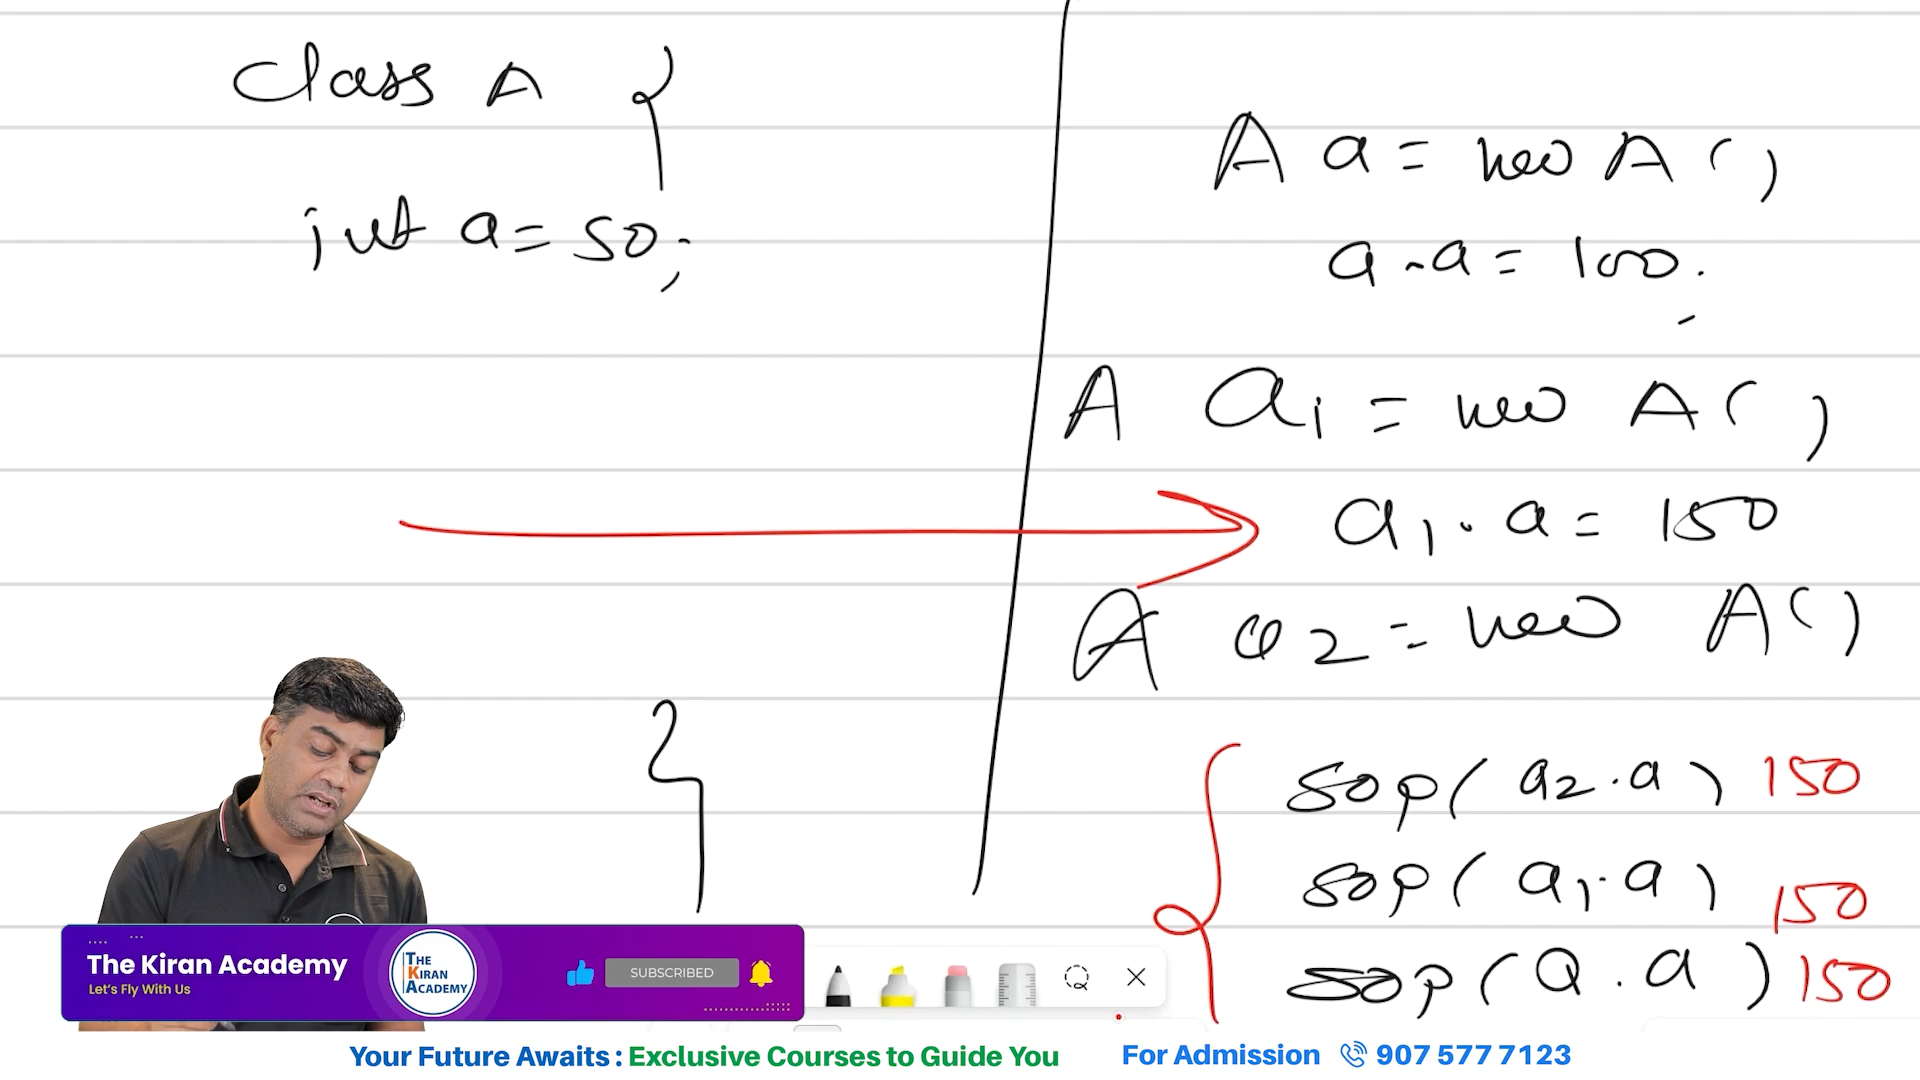 Class A {
int a = 50;
}
A a = new A ( )
a . a = 100 .
A a1 = new A ( )
a1 . a = 150
A a2 = new A ( )
sop ( a2 . a ) 150
sop ( a1 . a ) 150
sop ( a . a ) 150
The Kiran Academy
Let's Fly With Us
THE
KIRAN
ACADEMY
SUBSCRIBED
Your Future Awaits : Exclusive Courses to Guide You
For Admission 907 577 7123